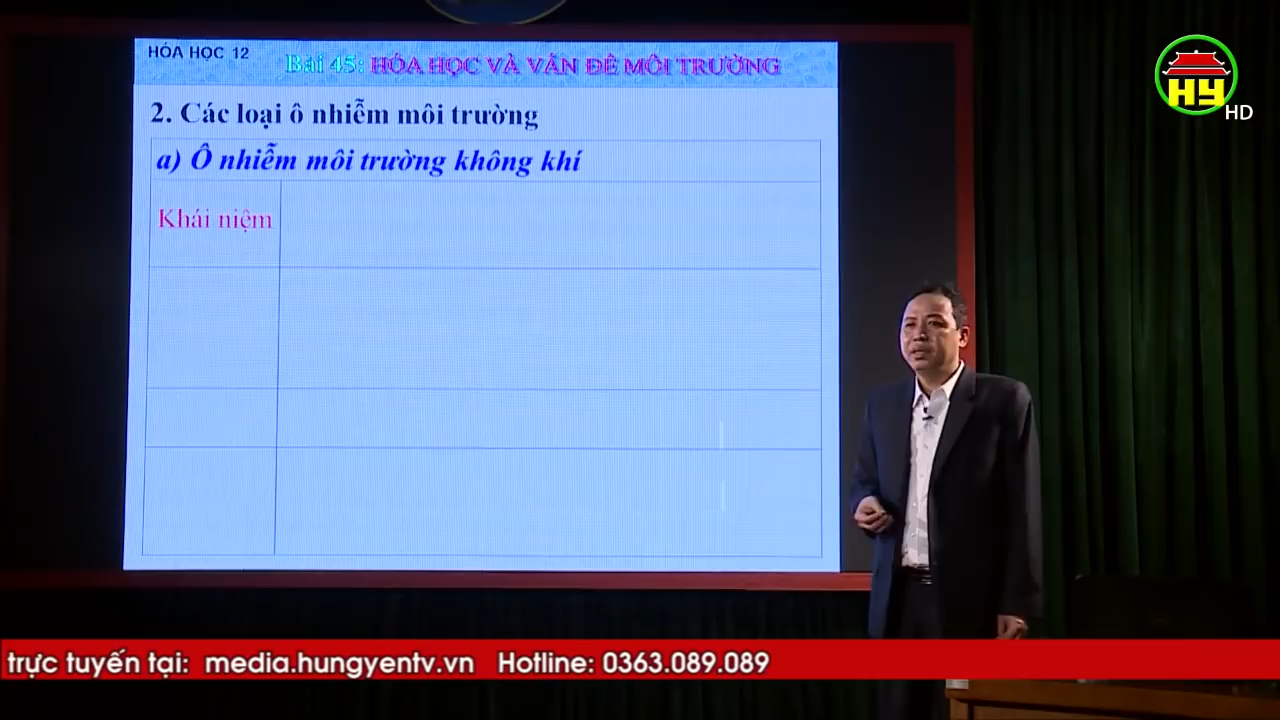 HÓA HỌC 12
Bài 45: HÓA HỌC VÀ VẤN ĐỀ MÔI TRƯỜNG
2. Các loại ô nhiễm môi trường
a) Ô nhiễm môi trường không khí
Khái niệm
HY
HD
trực tuyến tại: media.hungyentv.vn Hotline: 0363.089.089